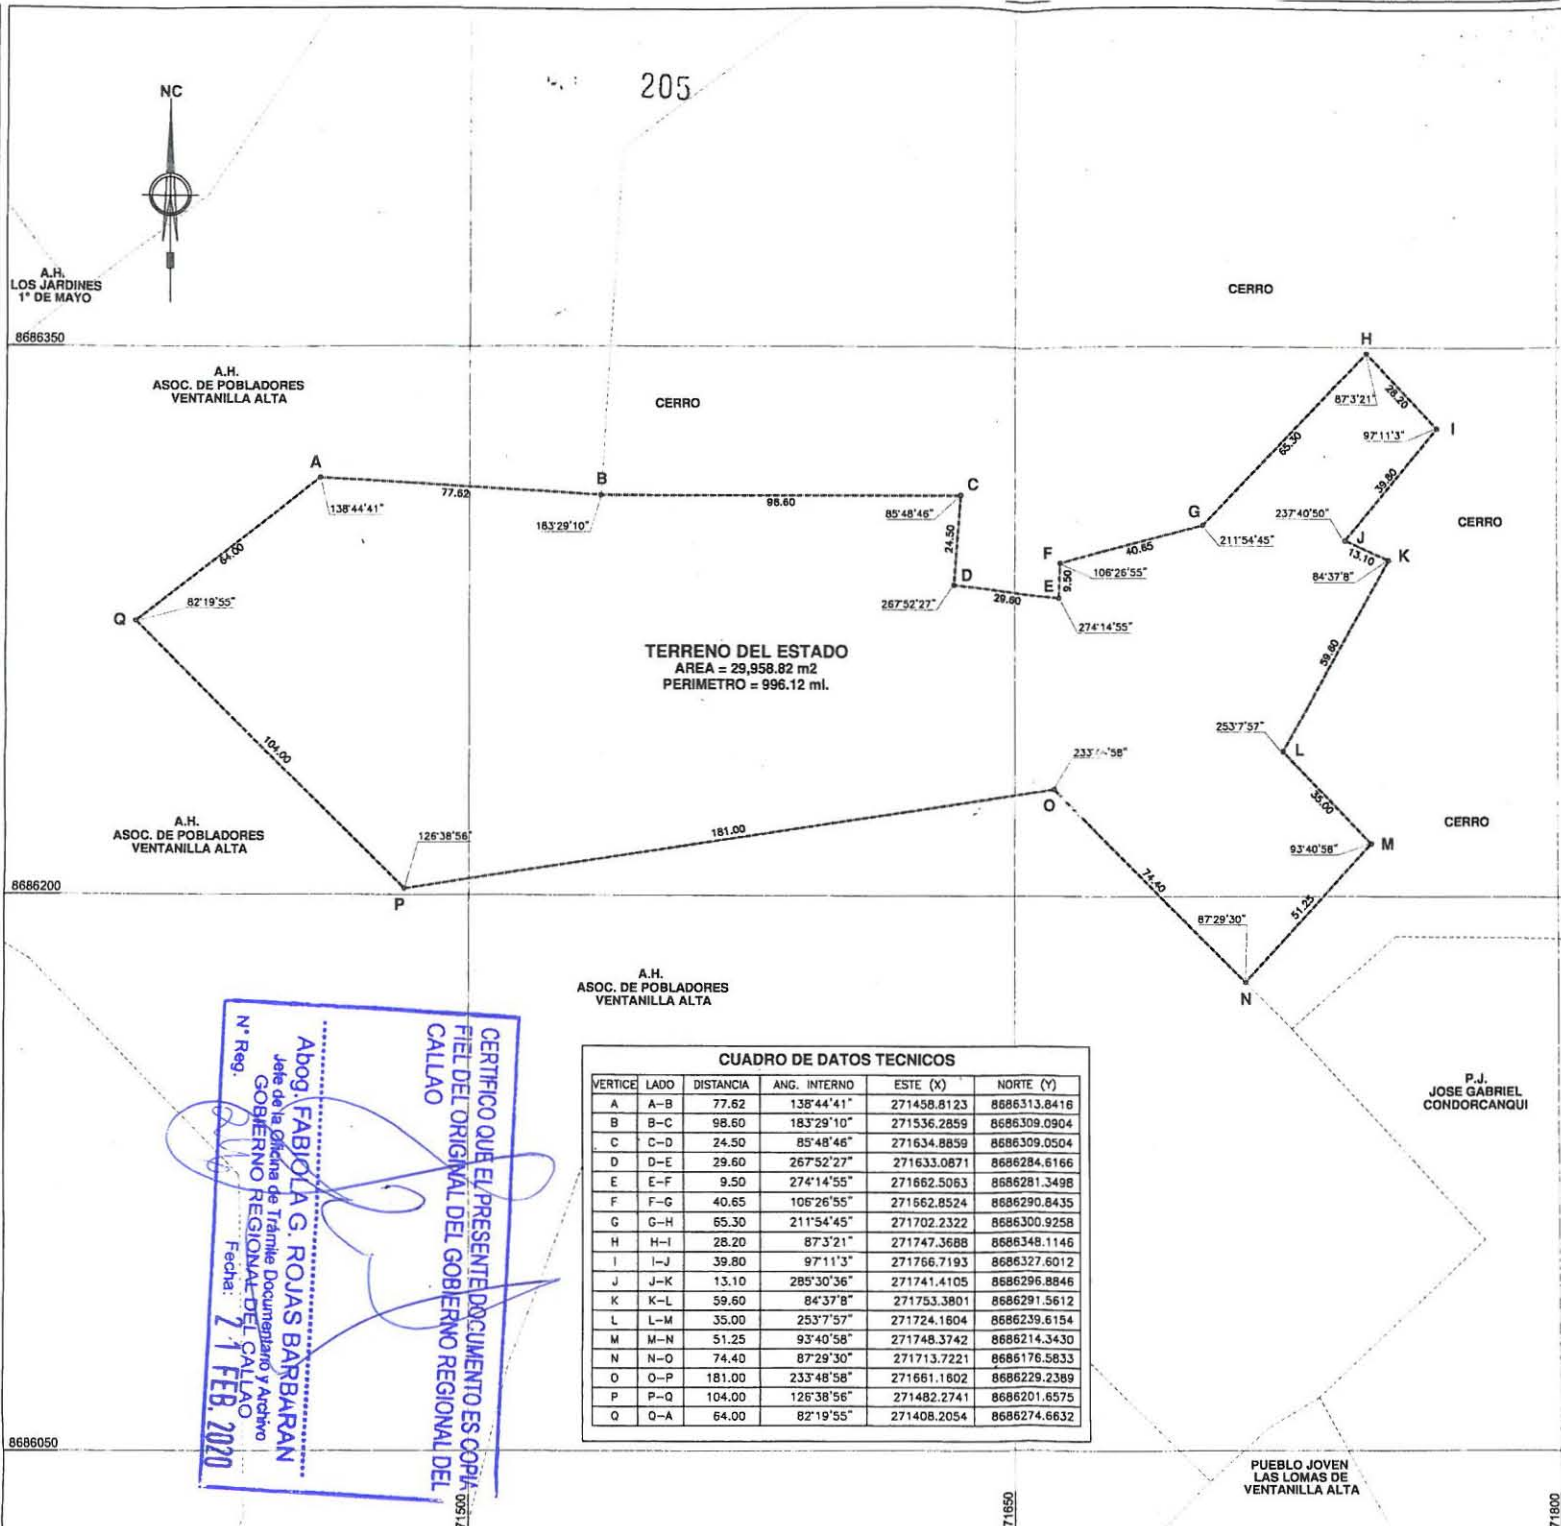 205
NC
A.H.
LOS JARDINES
1° DE MAYO
CERRO
8686350
H
A.H.
ASOC. DE POBLADORES
VENTANILLA ALTA
CERRO
87°3'21"
28.20
97°11'3"
I
65.30
A
77.62
B
98.60
C
138°44'41"
183°29'10"
85°48'46"
24.50
39.80
237°40'50"
J
13.10
K
84°37'8"
CERRO
G
211°54'45"
40.65
F
106°26'55"
9.50
E
D
29.60
267°52'27"
274°14'55"
64.00
82°19'55"
Q
TERRENO DEL ESTADO
AREA = 29,958.82 m2
PERIMETRO = 996.12 ml.
59.60
253°7'57"
L
35.00
104.00
O
181.00
CERRO
93°40'58"
M
A.H.
ASOC. DE POBLADORES
VENTANILLA ALTA
126°38'56"
74.40
51.25
8686200
P
87°29'30"
N
A.H.
ASOC. DE POBLADORES
VENTANILLA ALTA
P.J.
JOSE GABRIEL
CONDORCANQUI
CERTIFICO QUE EL PRESENTE DOCUMENTO ES COPIA
FIEL DEL ORIGINAL DEL GOBIERNO REGIONAL DEL
CALLAO
Abog. FABIOLA G. ROJAS BARBARAN
Jefe de la Oficina de Trámite Documentario y Archivo
GOBIERNO REGIONAL DEL CALLAO
N° Reg. Fecha: 21 FEB. 2020
CUADRO DE DATOS TECNICOS
VERTICE LADO DISTANCIA ANG. INTERNO ESTE (X) NORTE (Y)
A A-B 77.62 138°44'41" 271458.8123 8686313.8416
B B-C 98.60 183°29'10" 271536.2859 8686309.0904
C C-D 24.50 85°48'46" 271634.8859 8686309.0504
D D-E 29.60 267°52'27" 271633.0871 8686284.6166
E E-F 9.50 274°14'55" 271662.5063 8686281.3498
F F-G 40.65 106°26'55" 271662.8524 8686290.8435
G G-H 65.30 211°54'45" 271702.2322 8686300.9258
H H-I 28.20 87°3'21" 271747.3688 8686348.1146
I I-J 39.80 97°11'3" 271766.7193 8686327.6012
J J-K 13.10 285°30'36" 271741.4105 8686296.8846
K K-L 59.60 84°37'8" 271753.3801 8686291.5612
L L-M 35.00 253°7'57" 271724.1604 8686239.6154
M M-N 51.25 93°40'58" 271748.3742 8686214.3430
N N-O 74.40 87°29'30" 271713.7221 8686176.5833
O O-P 181.00 233°48'58" 271661.1602 8686229.2389
P P-Q 104.00 126°38'56" 271482.2741 8686201.6575
Q Q-A 64.00 82°19'55" 271408.2054 8686274.6632
8686050
PUEBLO JOVEN
LAS LOMAS DE
VENTANILLA ALTA
71500
71650
71800